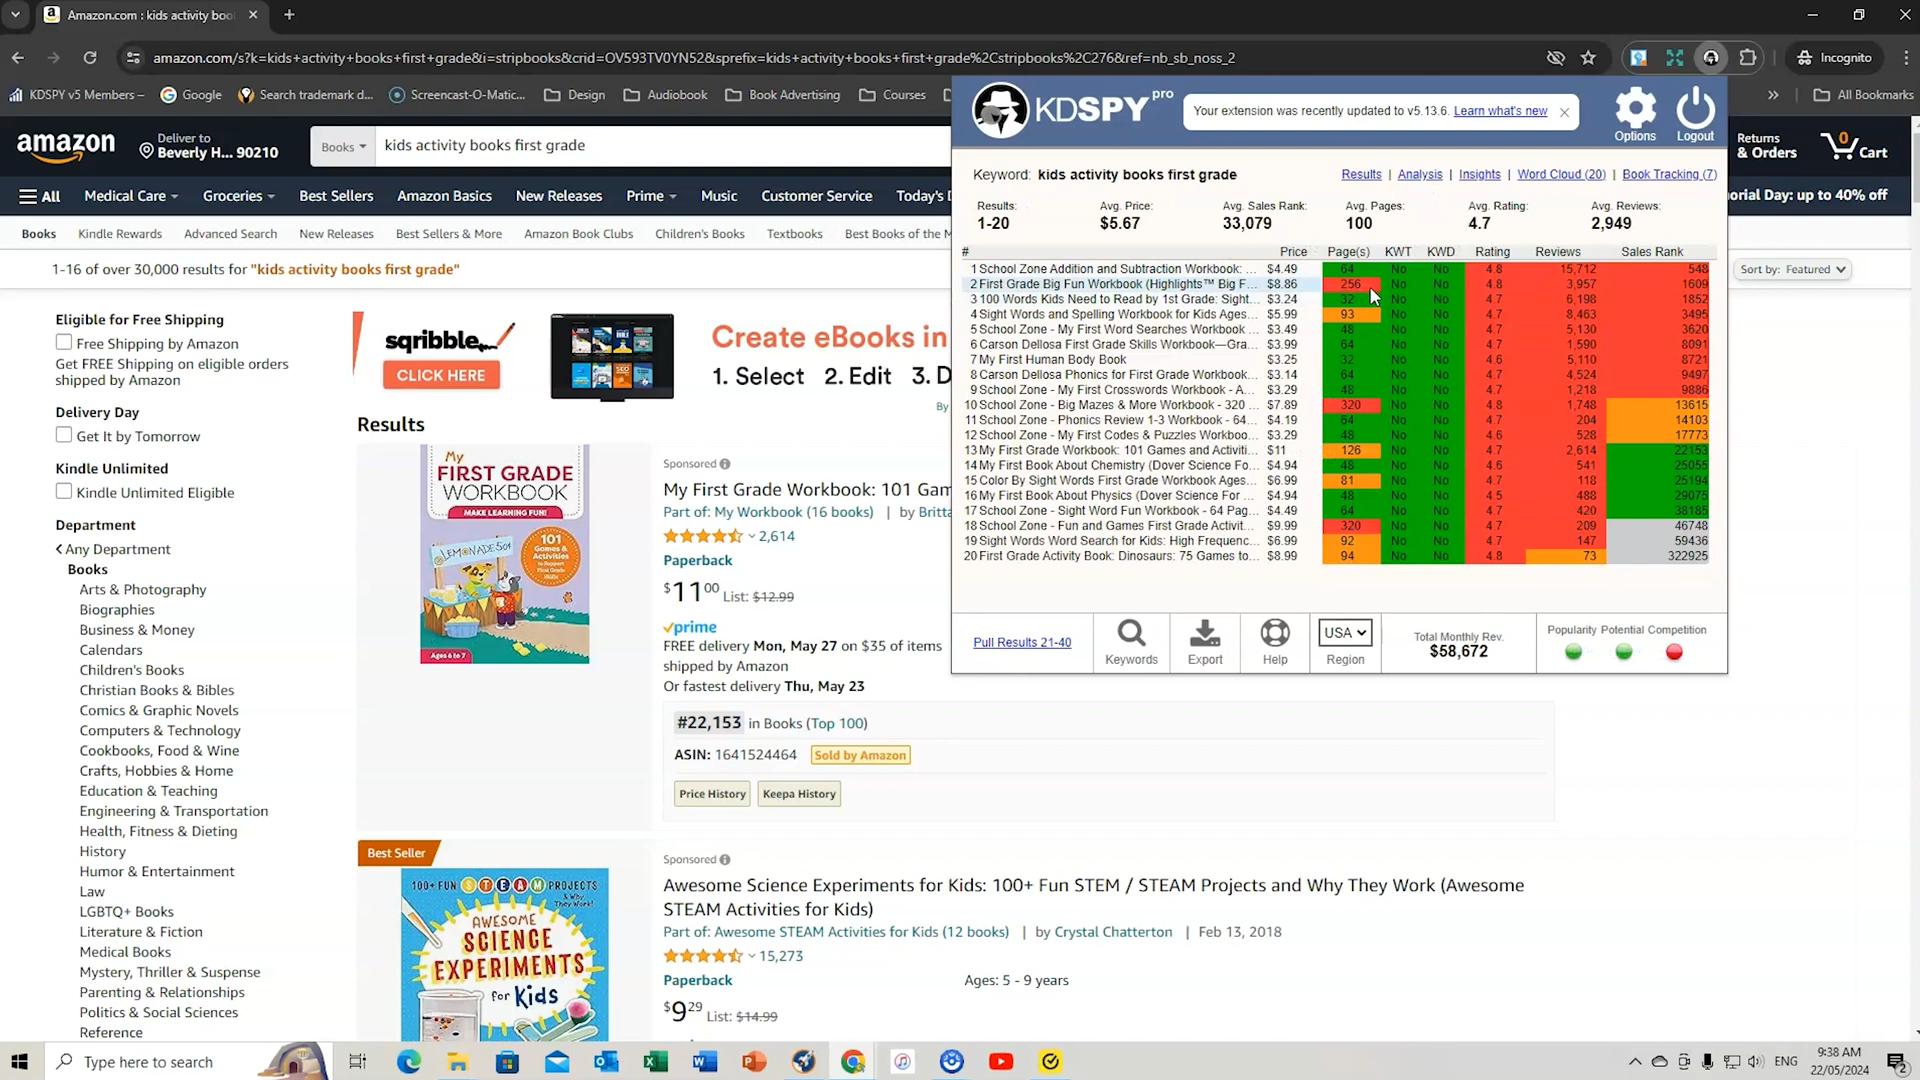 Amazon.com : kids activity boo
amazon.com/s?k=kids+activity+books+first+grade&i=stripbooks&crid=OV593TV0YN52&sprefix=kids+activity+books+first+grade%2Cstripbooks%2C276&ref=nb_sb_noss_2
Incognito
KDSPY v5 Members –
Google
Search trademark d...
Screencast-O-Matic...
Design
Audiobook
Book Advertising
Courses
All Bookmarks
amazon
Deliver to
Beverly H... 90210
Books
kids activity books first grade
Returns
& Orders
0
Cart
All
Medical Care
Groceries
Best Sellers
Amazon Basics
New Releases
Prime
Music
Customer Service
Today's D
orial Day: up to 40% off
Books
Kindle Rewards
Advanced Search
New Releases
Best Sellers & More
Amazon Book Clubs
Children's Books
Textbooks
Best Books of the M
1-16 of over 30,000 results for "kids activity books first grade"
Sort by: Featured
KDSPY pro
Your extension was recently updated to v5.13.6. Learn what's new
Options
Logout
Keyword: kids activity books first grade
Results | Analysis | Insights | Word Cloud (20) | Book Tracking (7)
Results: Avg. Price: Avg. Sales Rank: Avg. Pages: Avg. Rating: Avg. Reviews:
1-20 $5.67 33,079 100 4.7 2,949
# Price Page(s) KWT KWD Rating Reviews Sales Rank
1 School Zone Addition and Subtraction Workbook: ... $4.49 64 No No 4.8 15,712 548
2 First Grade Big Fun Workbook (Highlights™ Big F... $8.86 256 No No 4.8 3,957 1609
3 100 Words Kids Need to Read by 1st Grade: Sight... $3.24 32 No No 4.7 6,198 1852
4 Sight Words and Spelling Workbook for Kids Ages... $5.99 93 No No 4.7 8,463 3495
5 School Zone - My First Word Searches Workbook ... $3.49 48 No No 4.7 5,130 3620
6 Carson Dellosa First Grade Skills Workbook—Gra... $3.99 64 No No 4.7 1,590 8091
7 My First Human Body Book $3.25 32 No No 4.6 5,110 8721
8 Carson Dellosa Phonics for First Grade Workbook... $3.14 64 No No 4.7 4,524 9497
9 School Zone - My First Crosswords Workbook - A... $3.29 48 No No 4.7 1,218 9886
10 School Zone - Big Mazes & More Workbook - 320 ... $7.89 320 No No 4.8 1,748 13615
11 School Zone - Phonics Review 1-3 Workbook - 64... $4.19 64 No No 4.7 204 14103
12 School Zone - My First Codes & Puzzles Workboo... $3.29 48 No No 4.6 528 17773
13 My First Grade Workbook: 101 Games and Activiti... $11 126 No No 4.7 2,614 22153
14 My First Book About Chemistry (Dover Science Fo... $4.94 48 No No 4.6 541 25055
15 Color By Sight Words First Grade Workbook Ages... $6.99 81 No No 4.7 118 25194
16 My First Book About Physics (Dover Science For ... $4.94 48 No No 4.5 488 29075
17 School Zone - Sight Word Fun Workbook - 64 Pag... $4.49 64 No No 4.7 420 38185
18 School Zone - Fun and Games First Grade Activit... $9.99 320 No No 4.7 209 46748
19 Sight Words Word Search for Kids: High Frequenc... $6.99 92 No No 4.7 147 59436
20 First Grade Activity Book: Dinosaurs: 75 Games to... $8.99 94 No No 4.8 73 322925
Pull Results 21-40
Keywords
Export
Help
USA
Region
Total Monthly Rev.
$58,672
Popularity Potential Competition
Eligible for Free Shipping
Free Shipping by Amazon
Get FREE Shipping on eligible orders
shipped by Amazon
Delivery Day
Get It by Tomorrow
Kindle Unlimited
Kindle Unlimited Eligible
Department
Any Department
Books
Arts & Photography
Biographies
Business & Money
Calendars
Children's Books
Christian Books & Bibles
Comics & Graphic Novels
Computers & Technology
Cookbooks, Food & Wine
Crafts, Hobbies & Home
Education & Teaching
Engineering & Transportation
Health, Fitness & Dieting
History
Humor & Entertainment
Law
LGBTQ+ Books
Literature & Fiction
Medical Books
Mystery, Thriller & Suspense
Parenting & Relationships
Politics & Social Sciences
Reference
sqribble
CLICK HERE
Create eBooks in
1. Select 2. Edit 3. D
By
Results
My
FIRST GRADE
WORKBOOK
MAKE LEARNING FUN!
LEMONADE 50¢
101
Games &
Activities
Ages 6 to 7
Sponsored
My First Grade Workbook: 101 Gam
Part of: My Workbook (16 books) | by Britta
2,614
Paperback
$11 00 List: $12.99
prime
FREE delivery Mon, May 27 on $35 of items
shipped by Amazon
Or fastest delivery Thu, May 23
#22,153 in Books (Top 100)
ASIN: 1641524464 Sold by Amazon
Price History
Keepa History
Best Seller
100+ FUN STEAM PROJECTS
& Why They Work!
AWESOME
SCIENCE
EXPERIMENTS
for Kids
Sponsored
Awesome Science Experiments for Kids: 100+ Fun STEM / STEAM Projects and Why They Work (Awesome
STEAM Activities for Kids)
Part of: Awesome STEAM Activities for Kids (12 books) | by Crystal Chatterton | Feb 13, 2018
15,273
Paperback
Ages: 5 - 9 years
$9 29 List: $14.99
Type here to search
ENG
9:38 AM
22/05/2024
2